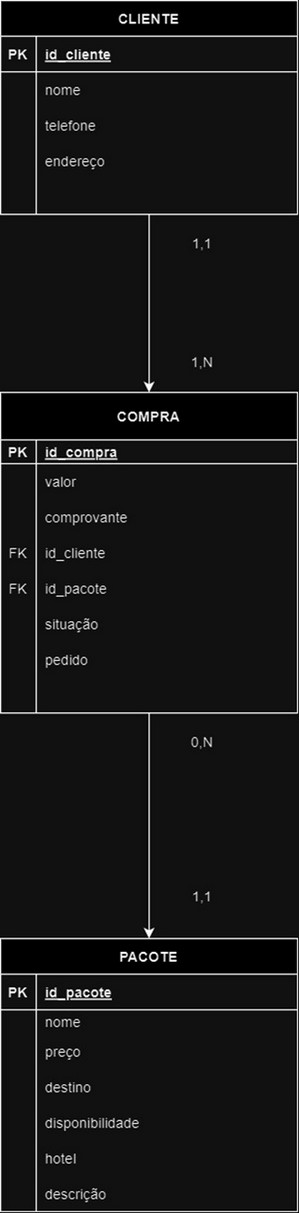 CLIENTE
PK id_cliente
nome
telefone
endereço
1,1
1,N
COMPRA
PK id_compra
valor
comprovante
FK id_cliente
FK id_pacote
situação
pedido
0,N
1,1
PACOTE
PK id_pacote
nome
preço
destino
disponibilidade
hotel
descrição